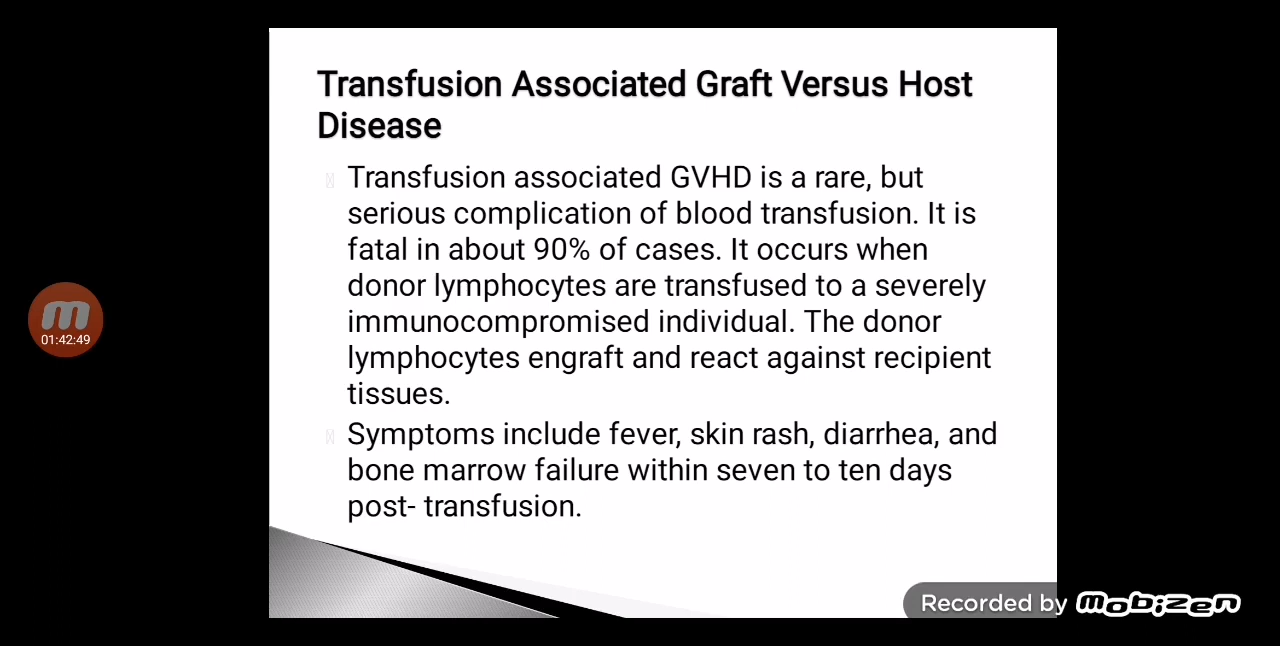 Transfusion Associated Graft Versus Host
Disease
Transfusion associated GVHD is a rare, but
serious complication of blood transfusion. It is
fatal in about 90% of cases. It occurs when
donor lymphocytes are transfused to a severely
immunocompromised individual. The donor
lymphocytes engraft and react against recipient
tissues.
Symptoms include fever, skin rash, diarrhea, and
bone marrow failure within seven to ten days
post- transfusion.
m
01:42:49
Recorded by mobizen